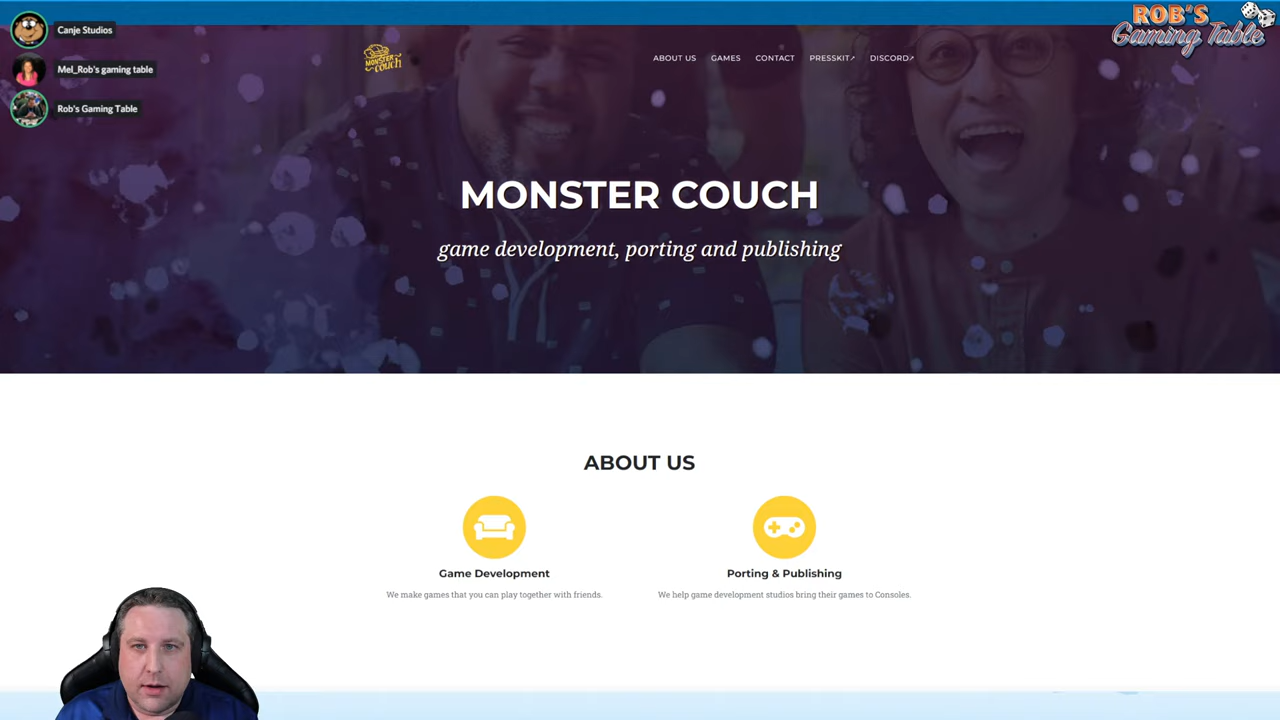 Canje Studios
Mel_Rob's gaming table
Rob's Gaming Table
ROB'S
Gaming Table
MONSTER
couch
ABOUT US
GAMES
CONTACT
PRESSKIT↗
DISCORD↗
MONSTER COUCH
game development, porting and publishing
ABOUT US
Game Development
We make games that you can play together with friends.
Porting & Publishing
We help game development studios bring their games to Consoles.